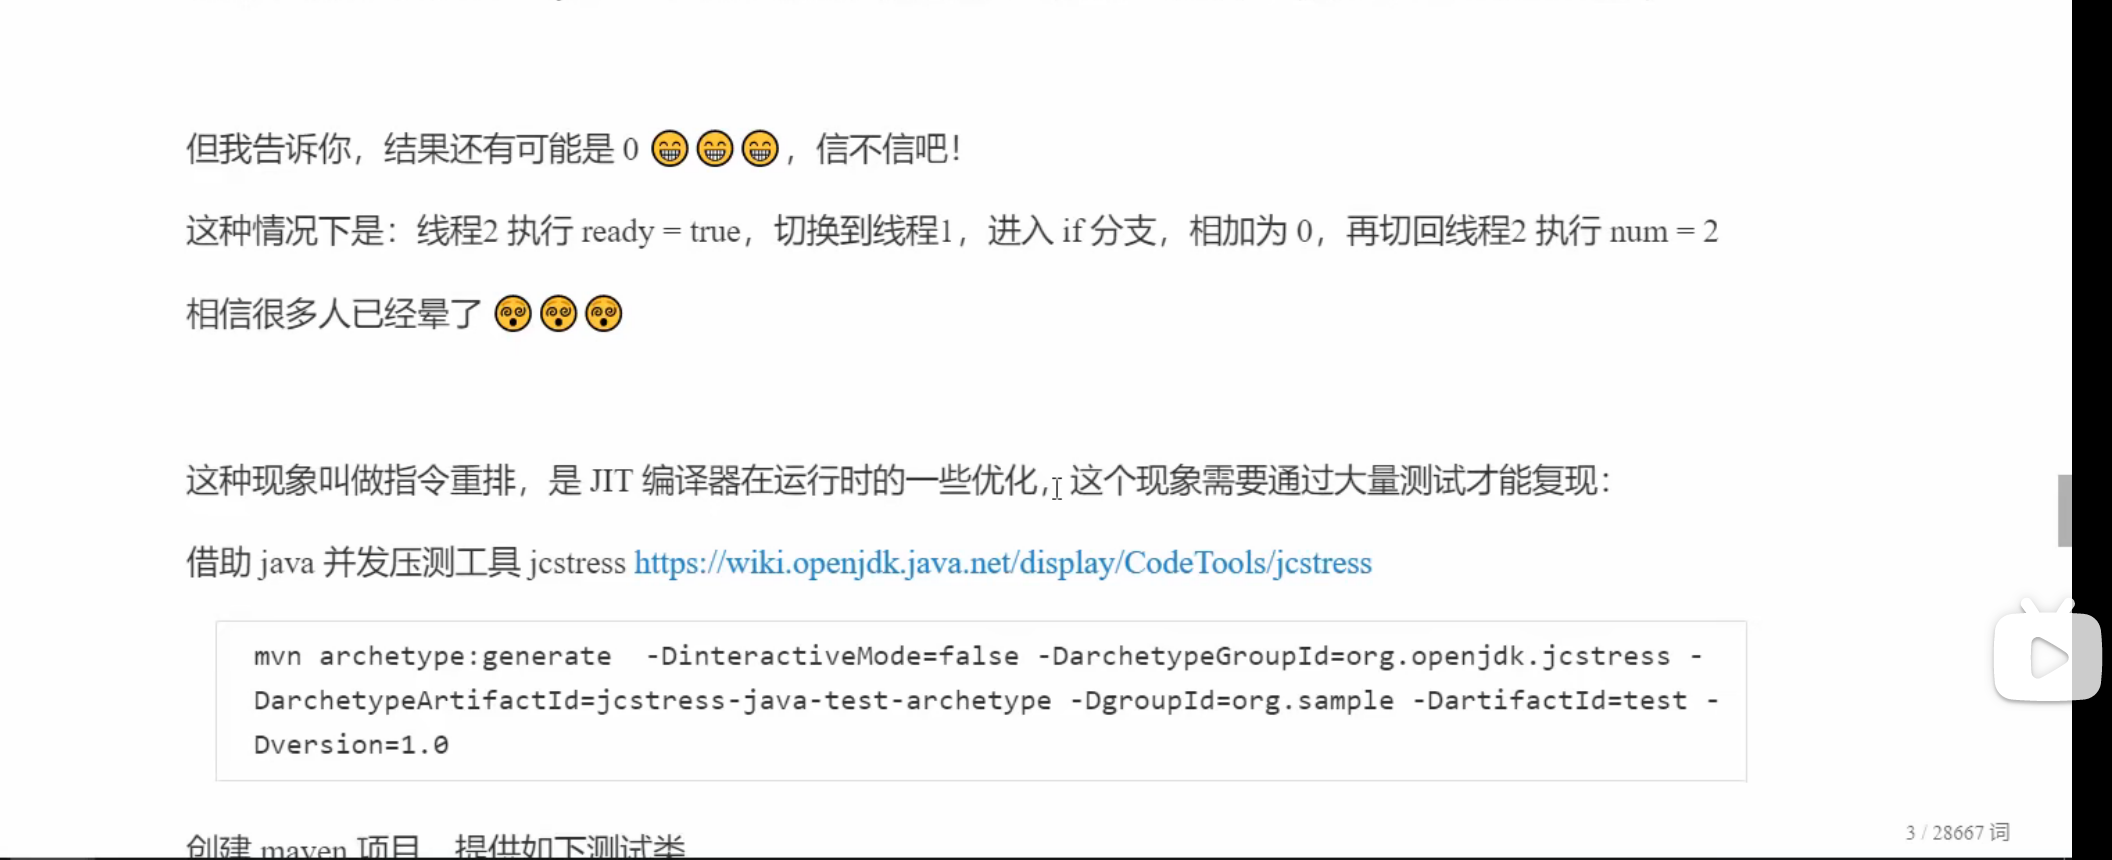 但我告诉你，结果还有可能是 0 😁😁😁，信不信吧！
这种情况下是：线程2 执行 ready = true，切换到线程1，进入 if 分支，相加为 0，再切回线程2 执行 num = 2
相信很多人已经晕了 😵😵😵
这种现象叫做指令重排，是 JIT 编译器在运行时的一些优化，这个现象需要通过大量测试才能复现：
借助 java 并发压测工具 jcstress https://wiki.openjdk.java.net/display/CodeTools/jcstress
mvn archetype:generate  -DinteractiveMode=false -DarchetypeGroupId=org.openjdk.jcstress -
DarchetypeArtifactId=jcstress-java-test-archetype -DgroupId=org.sample -DartifactId=test -
Dversion=1.0
创建 maven 项目，提供如下测试类
3 / 28667 词